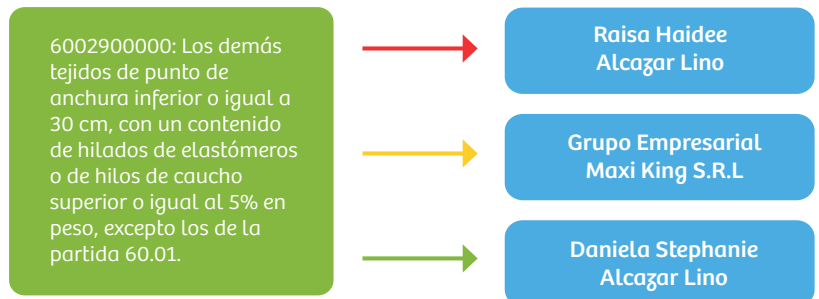 6002900000: Los demás
tejidos de punto de
anchura inferior o igual a
30 cm, con un contenido
de hilados de elastómeros
o de hilos de caucho
superior o igual al 5% en
peso, excepto los de la
partida 60.01.
Raisa Haidee
Alcazar Lino
Grupo Empresarial
Maxi King S.R.L
Daniela Stephanie
Alcazar Lino